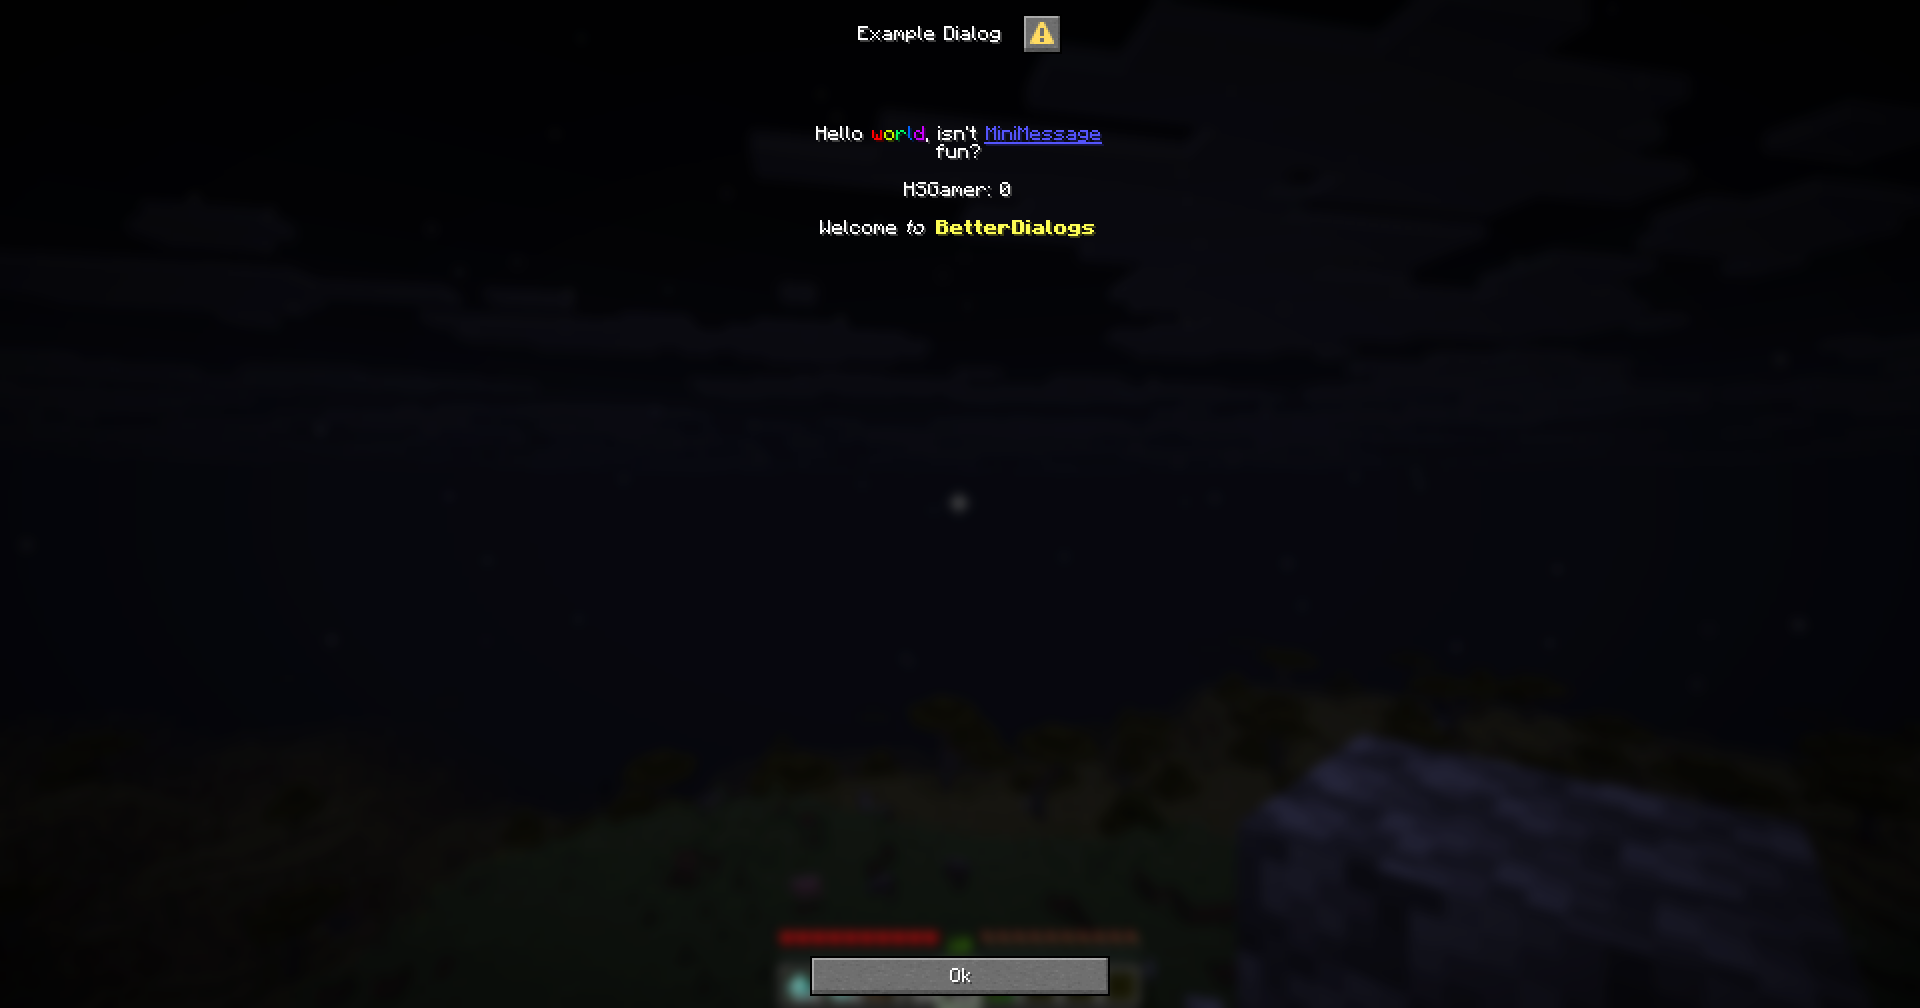 Example Dialog
Hello world, isn't MiniMessage
fun?
HSGamer: 0
Welcome to BetterDialogs
Ok